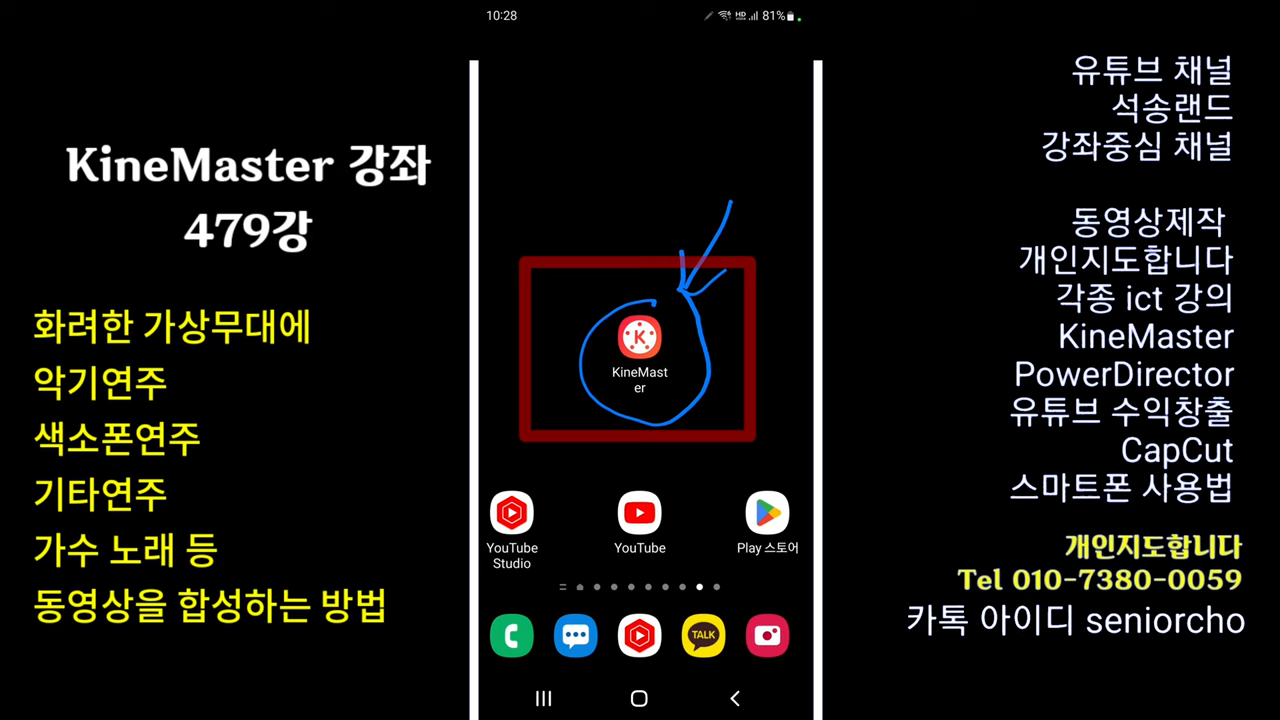 10:28
81%
KineMaster 강좌
479강
화려한 가상무대에
악기연주
색소폰연주
기타연주
가수 노래 등
동영상을 합성하는 방법
K
KineMast
er
YouTube
Studio
YouTube
Play 스토어
TALK
유튜브 채널
석송랜드
강좌중심 채널
동영상제작
개인지도합니다
각종 ict 강의
KineMaster
PowerDirector
유튜브 수익창출
CapCut
스마트폰 사용법
개인지도합니다
Tel 010-7380-0059
카톡 아이디 seniorcho